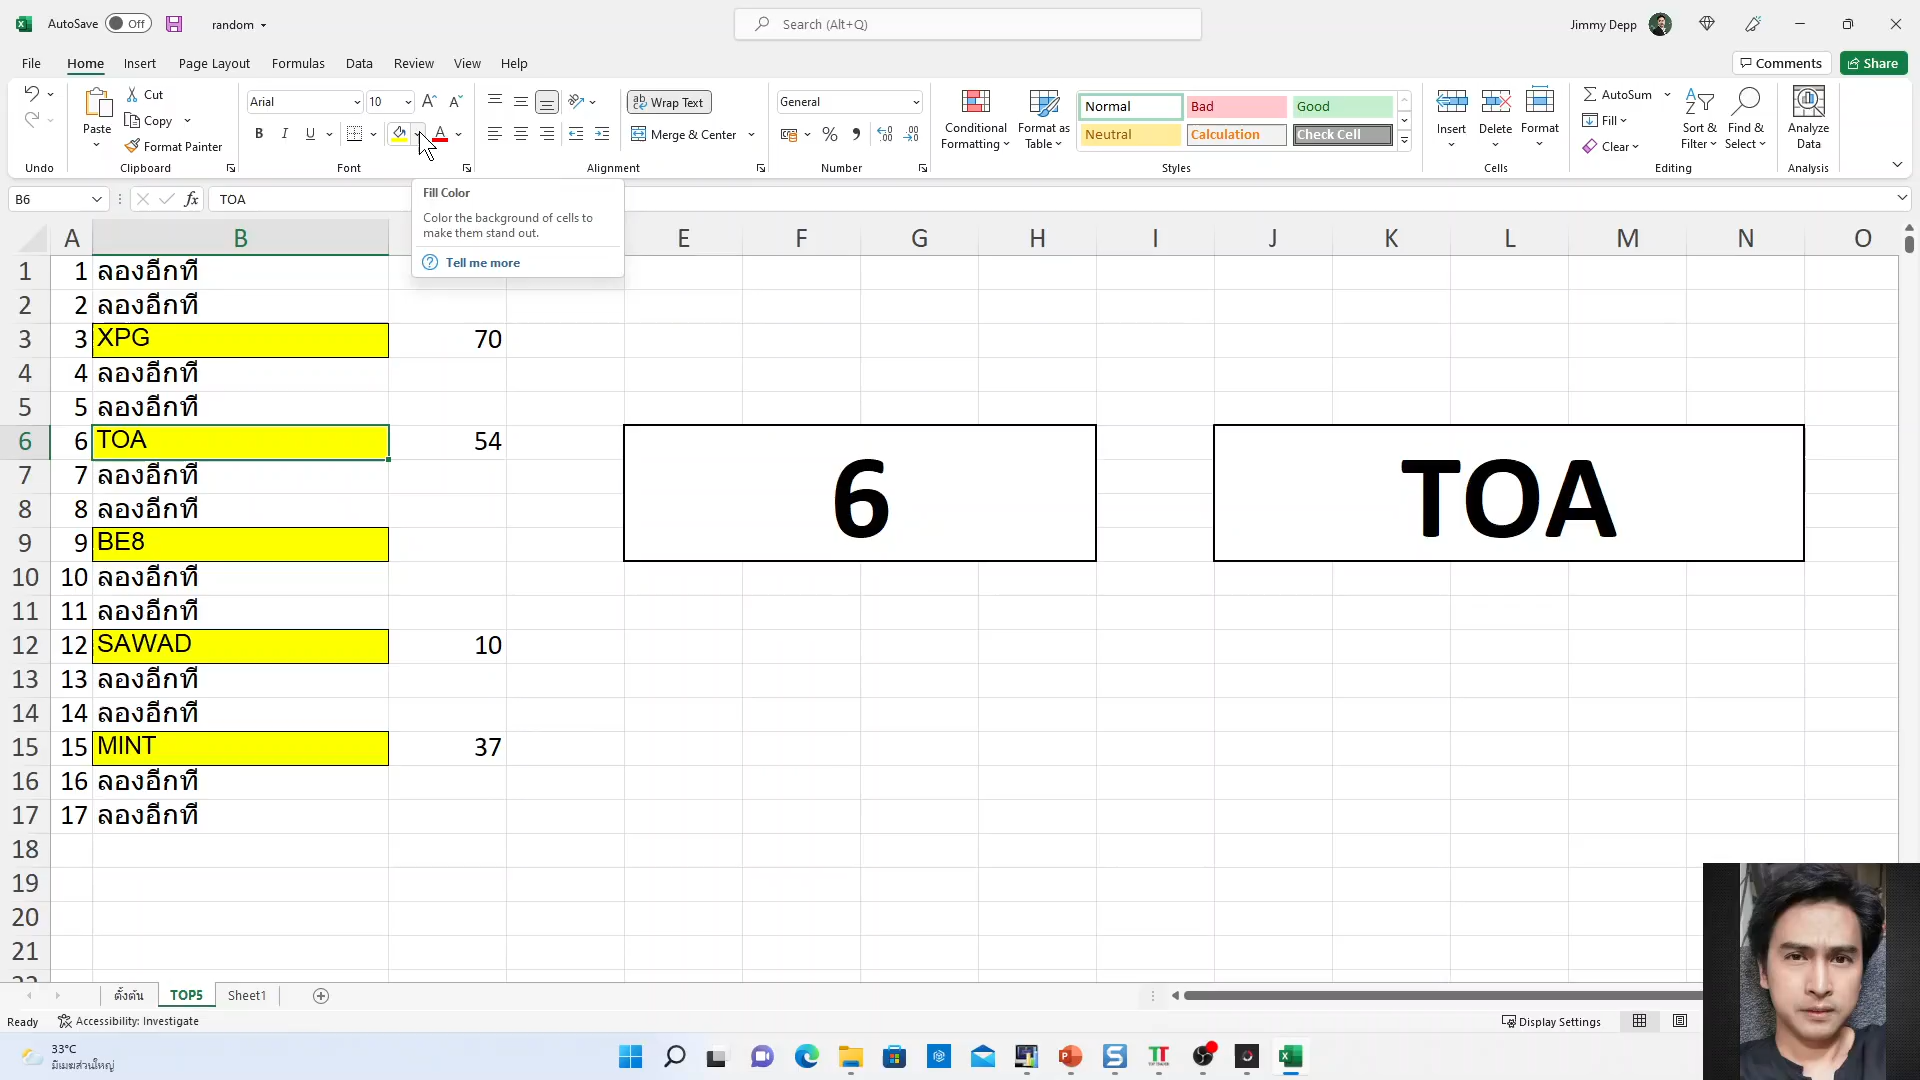 AutoSave Off random Search (Alt+Q) Jimmy Depp
File Home Insert Page Layout Formulas Data Review View Help Comments Share
Undo
Paste
Cut
Copy
Format Painter
Clipboard
Arial 10
B I U A
Font
Wrap Text
Merge & Center
Alignment
General
% 9
Number
Conditional Formatting
Format as Table
Normal Bad Good
Neutral Calculation Check Cell
Styles
Insert Delete Format
Cells
AutoSum
Fill
Clear
Sort & Filter
Find & Select
Editing
Analyze Data
Analysis
B6 fx TOA
Fill Color
Color the background of cells to
make them stand out.
Tell me more
A B E F G H I J K L M N O
1 1 ลองอีกที
2 2 ลองอีกที
3 3 XPG 70
4 4 ลองอีกที
5 5 ลองอีกที
6 6 TOA 54
7 7 ลองอีกที
8 8 ลองอีกที
9 9 BE8
10 10 ลองอีกที
11 11 ลองอีกที
12 12 SAWAD 10
13 13 ลองอีกที
14 14 ลองอีกที
15 15 MINT 37
16 16 ลองอีกที
17 17 ลองอีกที
18
19
20
21
22
6 TOA
ตั้งต้น TOP5 Sheet1
Ready Accessibility: Investigate Display Settings
33°C